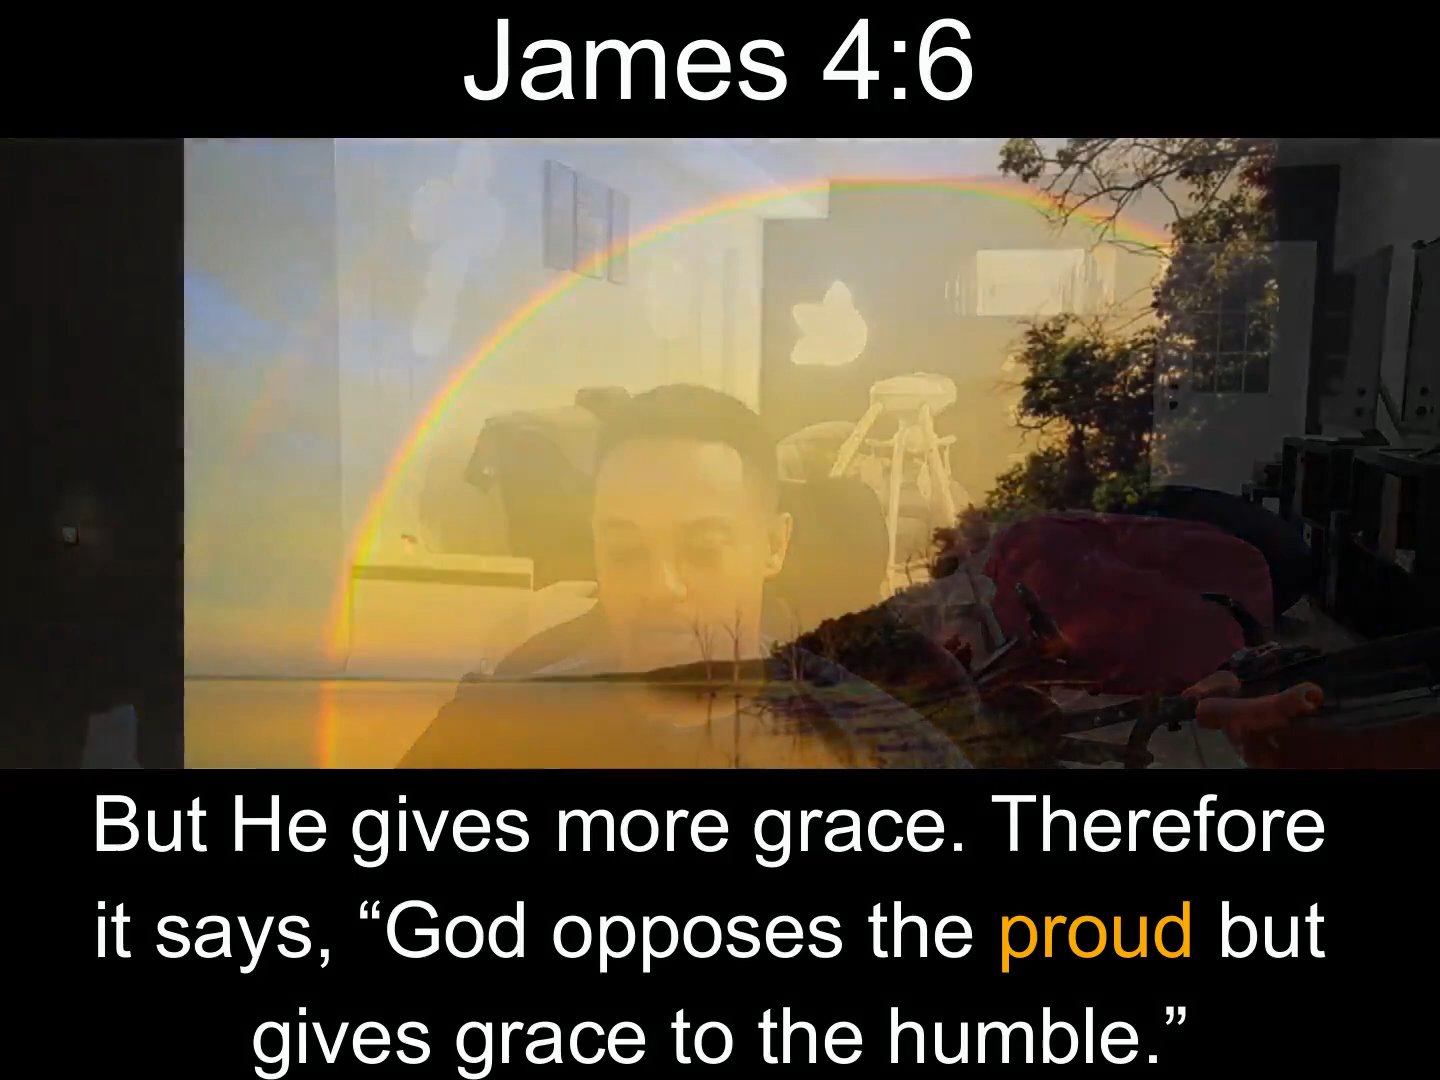 James 4:6
But He gives more grace. Therefore
it says, “God opposes the proud but
gives grace to the humble.”